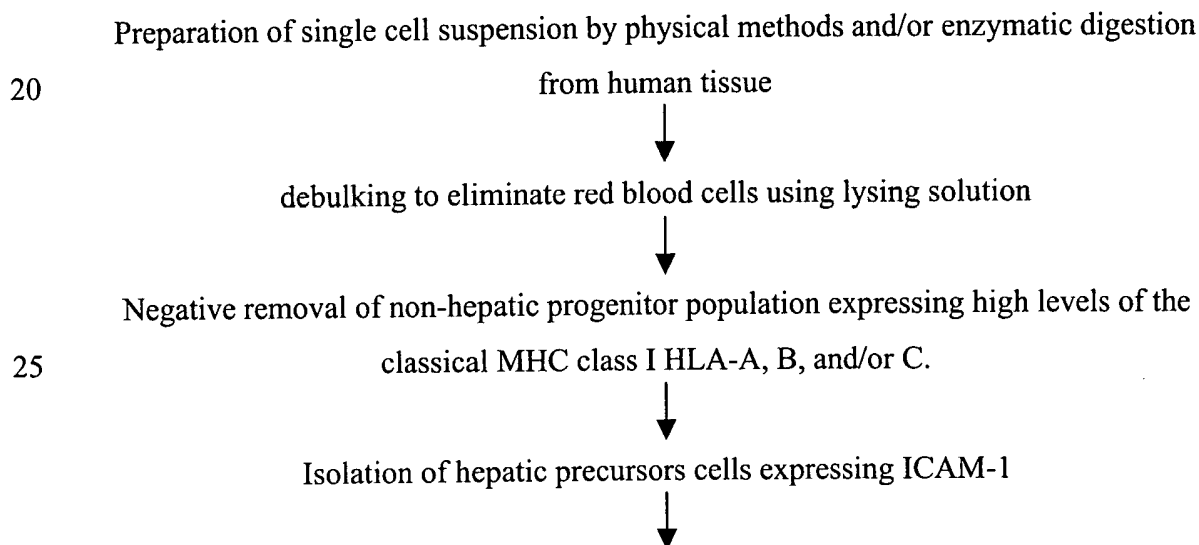 Preparation of single cell suspension by physical methods and/or enzymatic digestion
20 from human tissue
debulking to eliminate red blood cells using lysing solution
Negative removal of non-hepatic progenitor population expressing high levels of the
25 classical MHC class I HLA-A, B, and/or C.
Isolation of hepatic precursors cells expressing ICAM-1